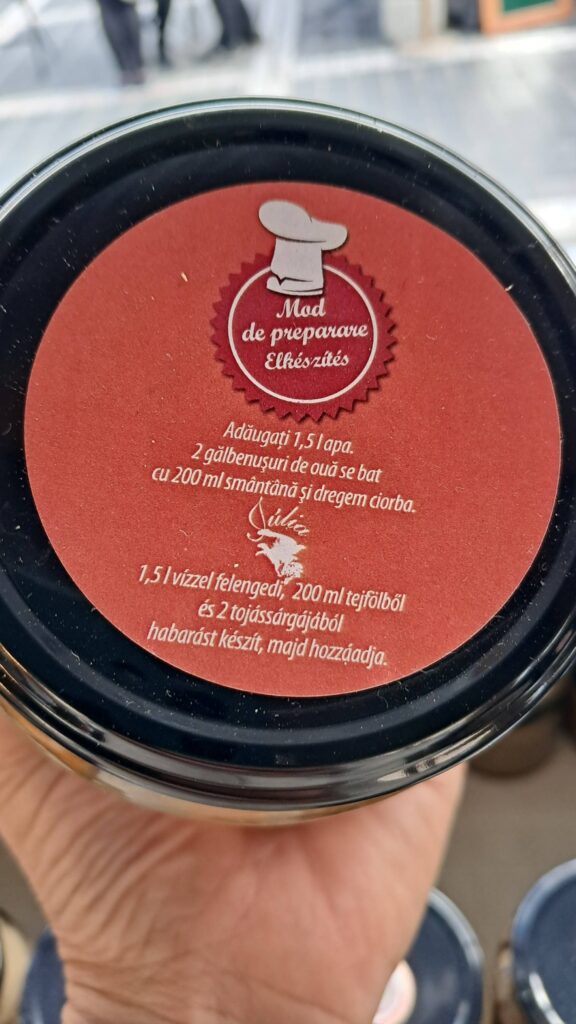 Mod
de preparare
Elkészítés
Adăugați 1,5 l apa.
2 gălbenușuri de ouă se bat
cu 200 ml smântână și dregem ciorba.
Júlia
1,5 l vízzel felengedi, 200 ml tejfölből
és 2 tojássárgájából
habarást készít, majd hozzáadja.